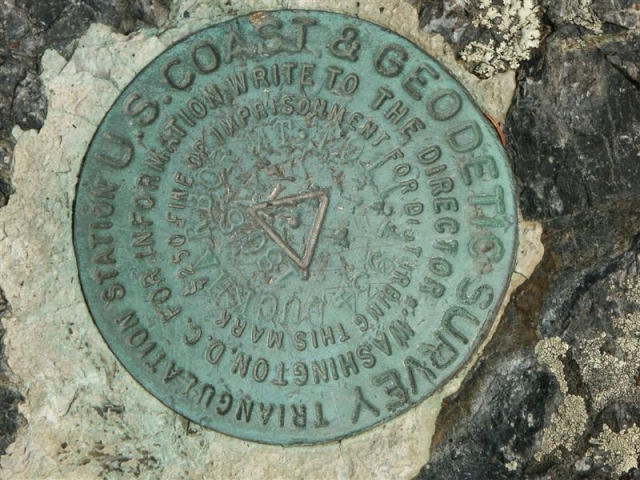 U.S. COAST & GEODETIC SURVEY
TRIANGULATION STATION
FOR INFORMATION, WRITE TO THE DIRECTOR
WASHINGTON, D.C.
$250 FINE OR IMPRISONMENT FOR DISTURBING THIS MARK.